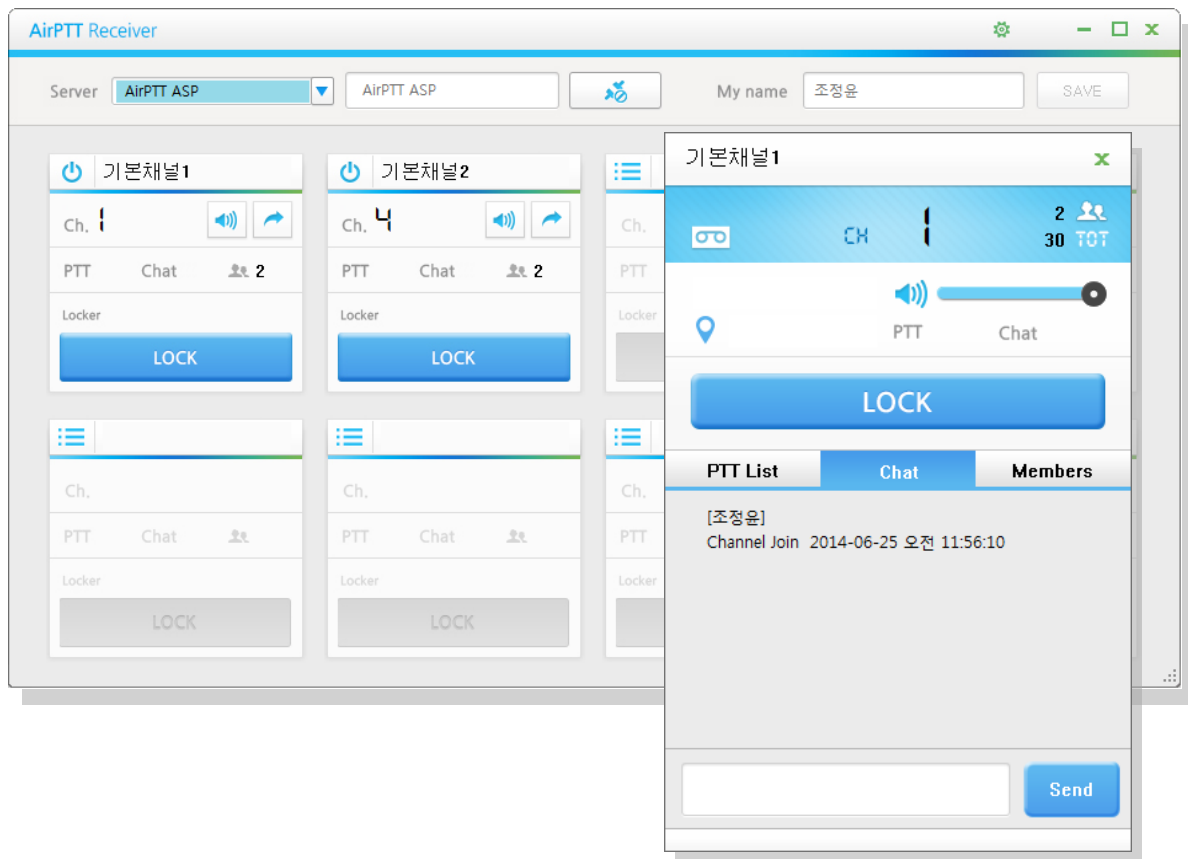 AirPTT Receiver
Server AirPTT ASP AirPTT ASP My name 조정윤 SAVE
기본채널1
Ch. 1
PTT Chat 2
Locker
LOCK
기본채널2
Ch. 4
PTT Chat 2
Locker
LOCK
Ch.
PTT
Locker
Ch.
PTT Chat
Locker
LOCK
Ch.
PTT Chat
Locker
LOCK
Ch.
PTT
Locker
기본채널1
CH 1
2
30 TOT
PTT Chat
LOCK
PTT List Chat Members
[조정윤]
Channel Join 2014-06-25 오전 11:56:10
Send